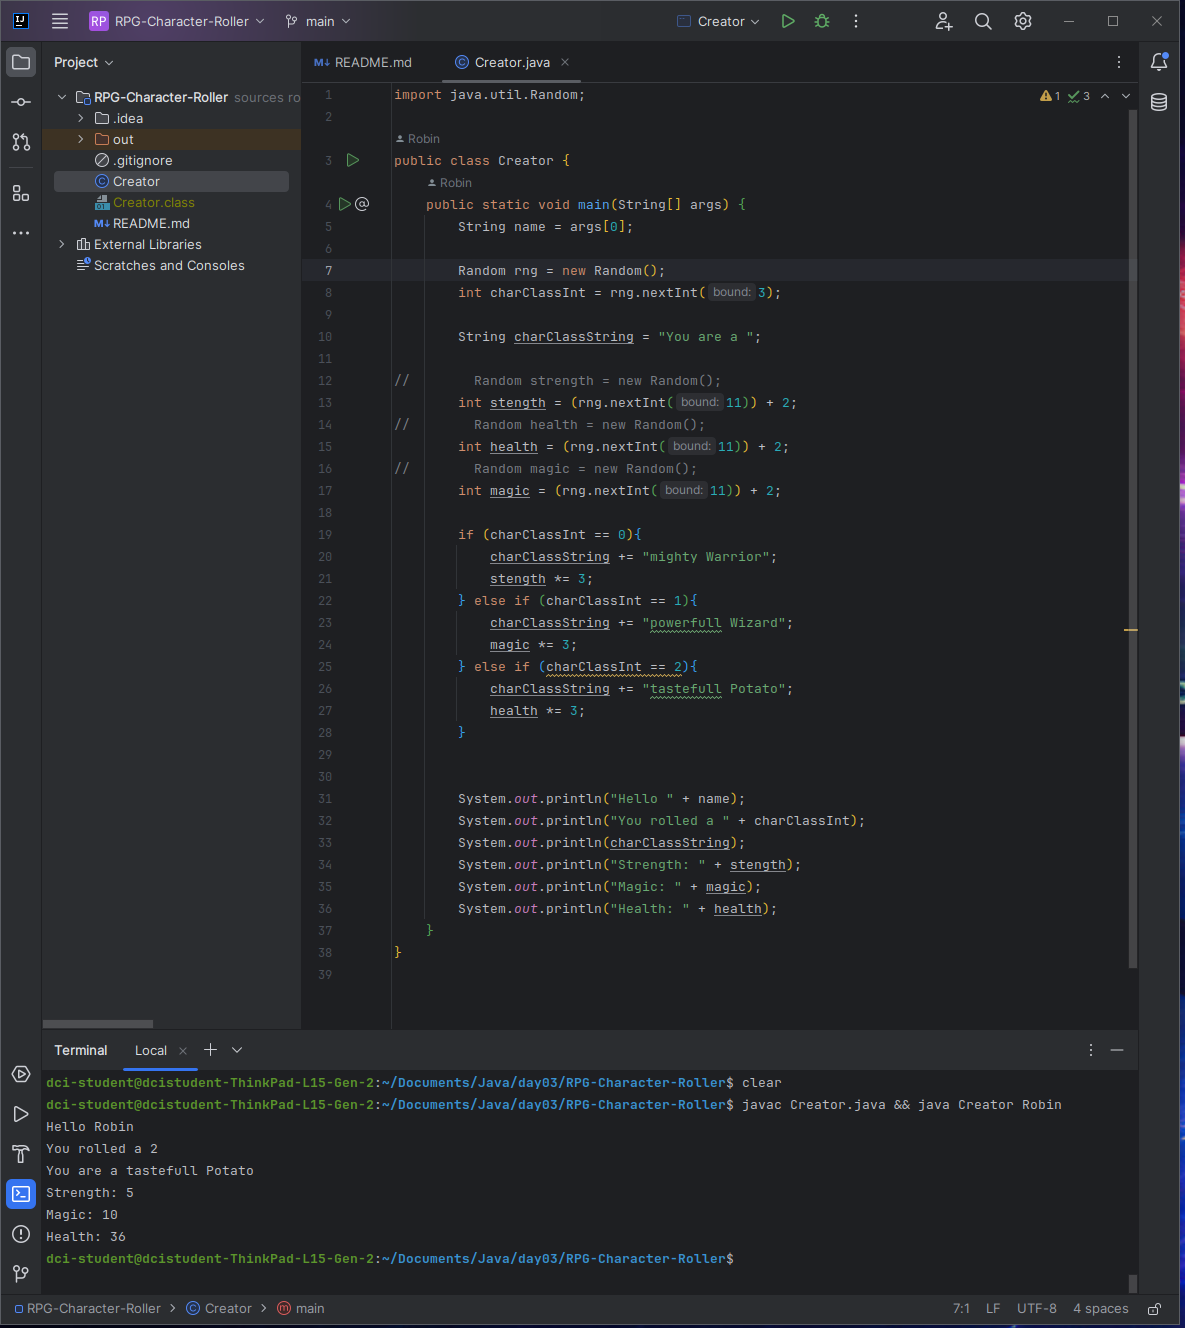 RP RPG-Character-Roller main Creator
Project
README.md
Creator.java
RPG-Character-Roller sources ro
.idea
out
.gitignore
Creator
Creator.class
README.md
External Libraries
Scratches and Consoles
1 3
1 import java.util.Random;
2
Robin
3 public class Creator {
Robin
4 public static void main(String[] args) {
5 String name = args[0];
6
7 Random rng = new Random();
8 int charClassInt = rng.nextInt( bound: 3);
9
10 String charClassString = "You are a ";
11
12 // Random strength = new Random();
13 int stength = (rng.nextInt( bound: 11)) + 2;
14 // Random health = new Random();
15 int health = (rng.nextInt( bound: 11)) + 2;
16 // Random magic = new Random();
17 int magic = (rng.nextInt( bound: 11)) + 2;
18
19 if (charClassInt == 0){
20 charClassString += "mighty Warrior";
21 stength *= 3;
22 } else if (charClassInt == 1){
23 charClassString += "powerfull Wizard";
24 magic *= 3;
25 } else if (charClassInt == 2){
26 charClassString += "tastefull Potato";
27 health *= 3;
28 }
29
30
31 System.out.println("Hello " + name);
32 System.out.println("You rolled a " + charClassInt);
33 System.out.println(charClassString);
34 System.out.println("Strength: " + stength);
35 System.out.println("Magic: " + magic);
36 System.out.println("Health: " + health);
37 }
38 }
39
Terminal Local
dci-student@dcistudent-ThinkPad-L15-Gen-2:~/Documents/Java/day03/RPG-Character-Roller$ clear
dci-student@dcistudent-ThinkPad-L15-Gen-2:~/Documents/Java/day03/RPG-Character-Roller$ javac Creator.java && java Creator Robin
Hello Robin
You rolled a 2
You are a tastefull Potato
Strength: 5
Magic: 10
Health: 36
dci-student@dcistudent-ThinkPad-L15-Gen-2:~/Documents/Java/day03/RPG-Character-Roller$
RPG-Character-Roller > Creator > main 7:1 LF UTF-8 4 spaces